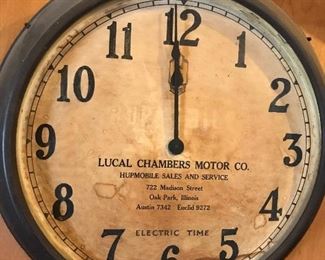 12
11 1
10 2
9 3
LUCAL CHAMBERS MOTOR CO.
HUPMOBILE SALES AND SERVICE
722 Madison Street
Oak Park, Illinois
Austin 7342 Euclid 9272
8 4
ELECTRIC TIME
7 5
6